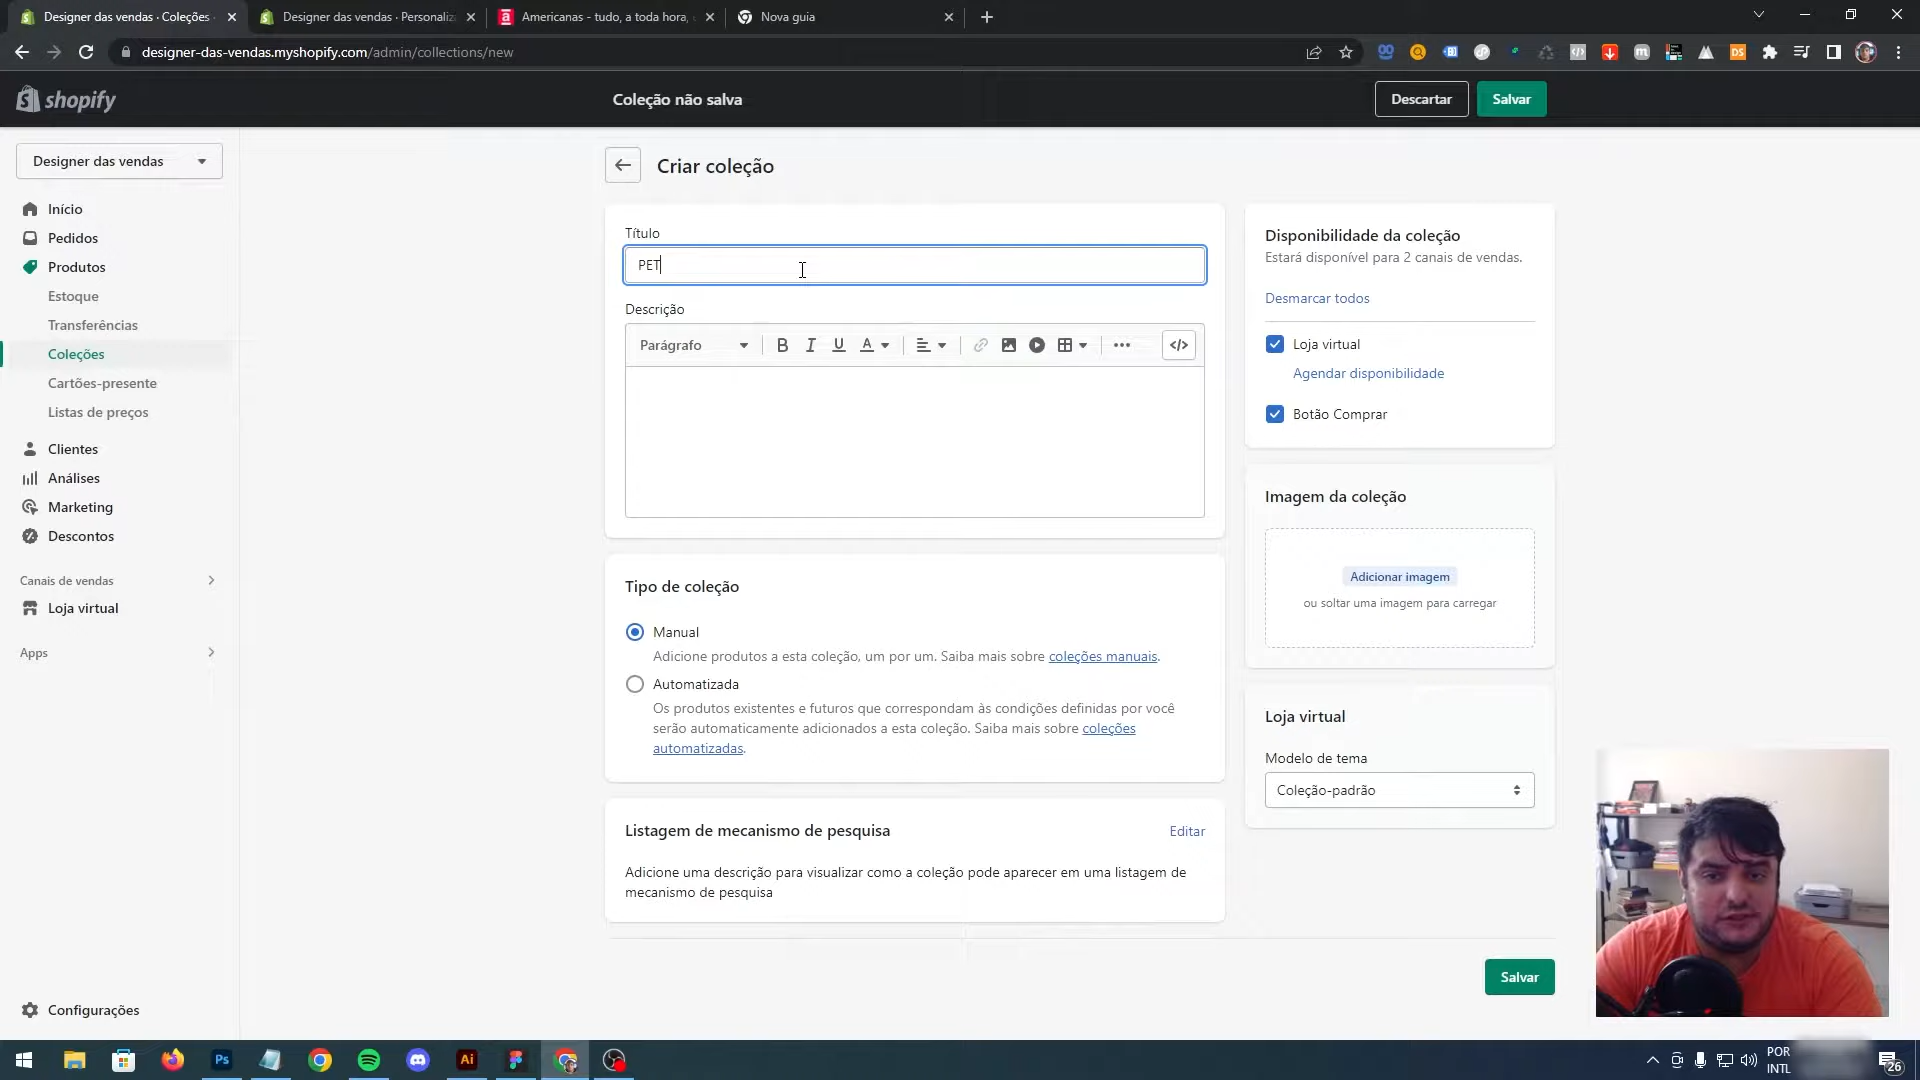 Designer das vendas · Coleções
Designer das vendas · Personaliz
Americanas - tudo, a toda hora,
Nova guia
designer-das-vendas.myshopify.com/admin/collections/new
shopify
Coleção não salva
Descartar
Salvar
Designer das vendas
Início
Pedidos
Produtos
Estoque
Transferências
Coleções
Cartões-presente
Listas de preços
Clientes
Análises
Marketing
Descontos
Canais de vendas
Loja virtual
Apps
Configurações
Criar coleção
Título
PET
Descrição
Parágrafo
B I U A
</>
Tipo de coleção
Manual
Adicione produtos a esta coleção, um por um. Saiba mais sobre coleções manuais.
Automatizada
Os produtos existentes e futuros que correspondam às condições definidas por você
serão automaticamente adicionados a esta coleção. Saiba mais sobre coleções
automatizadas.
Listagem de mecanismo de pesquisa
Editar
Adicione uma descrição para visualizar como a coleção pode aparecer em uma listagem de
mecanismo de pesquisa
Disponibilidade da coleção
Estará disponível para 2 canais de vendas.
Desmarcar todos
Loja virtual
Agendar disponibilidade
Botão Comprar
Imagem da coleção
Adicionar imagem
ou soltar uma imagem para carregar
Loja virtual
Modelo de tema
Coleção-padrão
Salvar
Ps
Ai
POR
INTL
26